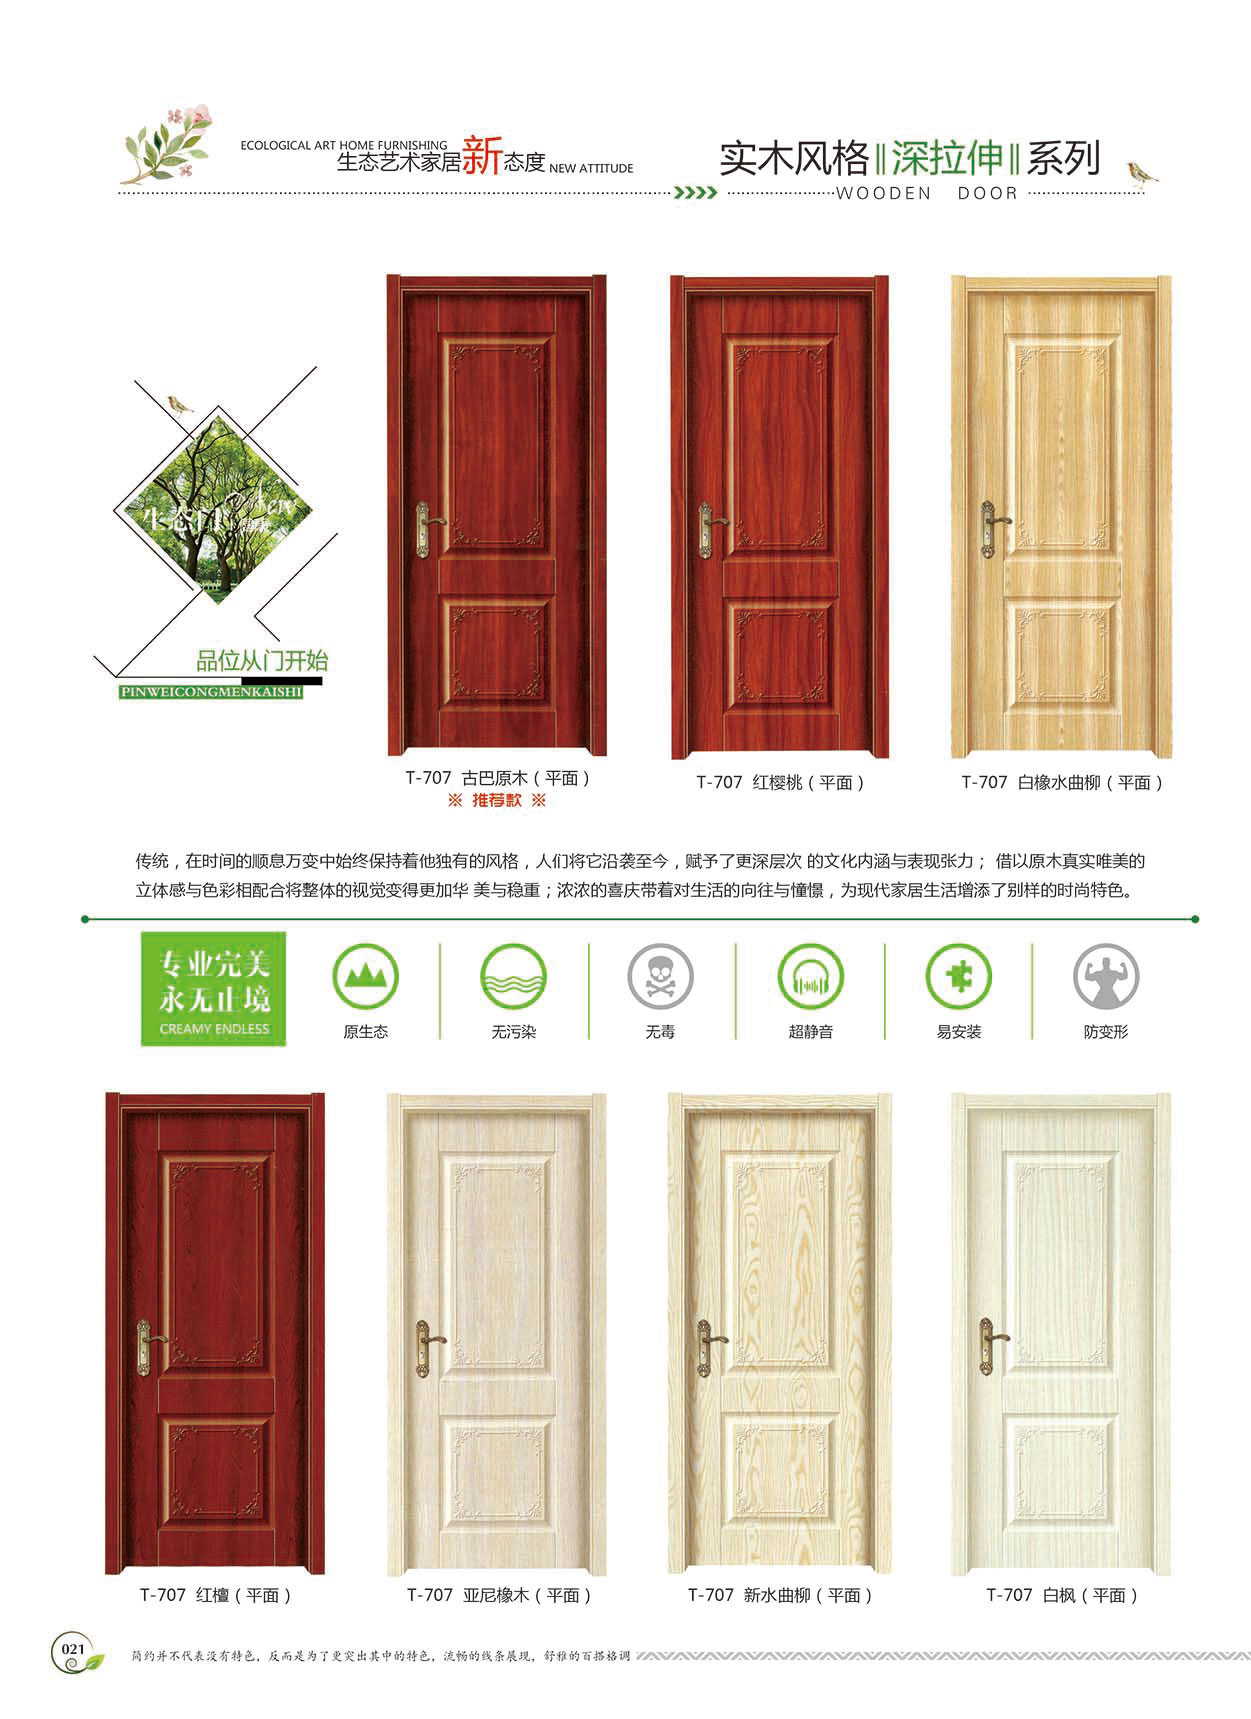 ECOLOGICAL ART HOME FURNISHING
生态艺术家居新态度 NEW ATTITUDE
实木风格‖深拉伸‖系列
WOODEN DOOR
生态门
品位从门开始
PINWEICONGMENKAISHI
T-707 古巴原木(平面)
※ 推荐款 ※
T-707 红樱桃(平面)
T-707 白橡水曲柳(平面)
传统，在时间的顺息万变中始终保持着他独有的风格，人们将它沿袭至今，赋予了更深层次 的文化内涵与表现张力； 借以原木真实唯美的
立体感与色彩相配合将整体的视觉变得更加华 美与稳重；浓浓的喜庆带着对生活的向往与憧憬，为现代家居生活增添了别样的时尚特色。
专业完美
永无止境
CREAMY ENDLESS
原生态
无污染
无毒
超静音
易安装
防变形
T-707 红檀(平面)
T-707 亚尼橡木(平面)
T-707 新水曲柳(平面)
T-707 白枫(平面)
021
简约并不代表没有特色，反而是为了更突出其中的特色，流畅的线条展现，舒雅的百搭格调